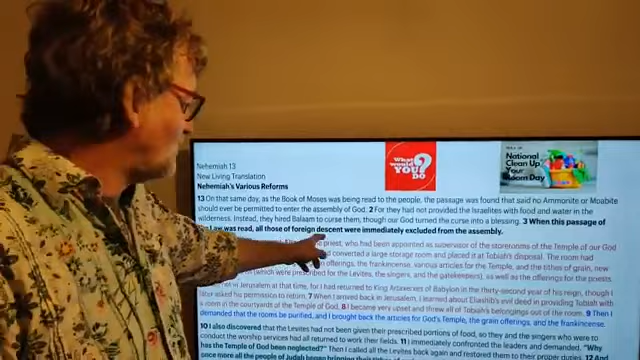 Nehemiah 13
New Living Translation
Nehemiah's Various Reforms
What
would
YOU
DO
?
National
Clean Up
Your
Room Day
13 On that same day, as the Book of Moses was being read to the people, the passage was found that said no Ammonite or Moabite
should ever be permitted to enter the assembly of God. 2 For they had not provided the Israelites with food and water in the
wilderness. Instead, they hired Balaam to curse them, though our God turned the curse into a blessing. 3 When this passage of
was read, all those of foreign descent were immediately excluded from the assembly.
priest, who had been appointed as supervisor of the storerooms of the Temple of our God
converted a large storage room and placed it at Tobiah's disposal. The room had
offerings, the frankincense, various articles for the Temple, and the tithes of grain, new
(which were prescribed for the Levites, the singers, and the gatekeepers), as well as the offerings for the priests.
not in Jerusalem at that time, for I had returned to King Artaxerxes of Babylon in the thirty-second year of his reign, though I
later asked his permission to return. 7 When I arrived back in Jerusalem, I learned about Eliashib's evil deed in providing Tobiah with
a room in the courtyards of the Temple of God. 8 I became very upset and threw all of Tobiah's belongings out of the room. 9 Then I
demanded that the rooms be purified, and I brought back the articles for God's Temple, the grain offerings, and the frankincense.
10 I also discovered that the Levites had not been given their prescribed portions of food, so they and the singers who were to
conduct the worship services had all returned to work their fields. 11 I immediately confronted the leaders and demanded, "Why
has the Temple of God been neglected?" Then I called all the Levites back again and restored them to their proper duties. 12 And
once more all the people of Judah began bringing their tithes of